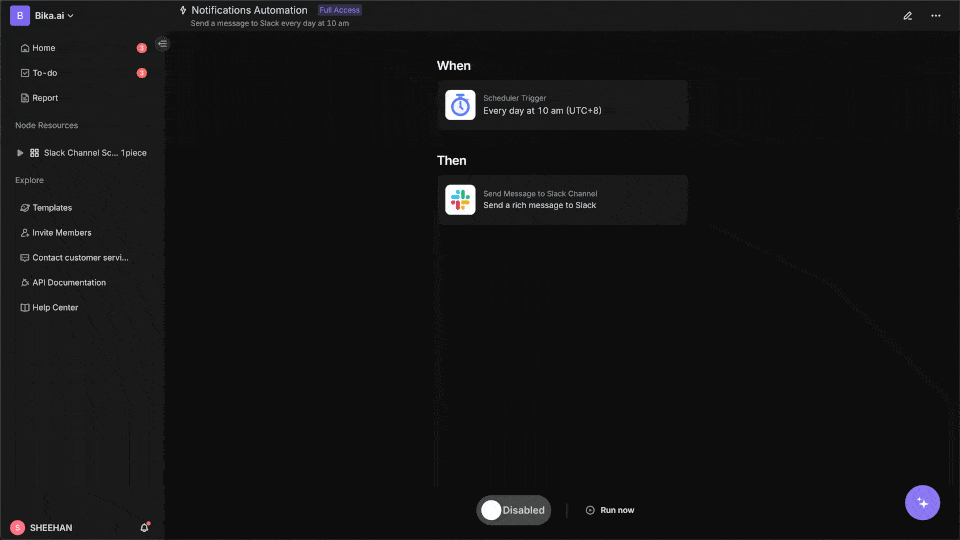 B Bika.ai
Notifications Automation Full Access
Send a message to Slack every day at 10 am
Home 3
To-do 3
Report
Node Resources
Slack Channel Sc... 1piece
Explore
Templates
Invite Members
Contact customer servi...
API Documentation
Help Center
S SHEEHAN
When
Scheduler Trigger
Every day at 10 am (UTC+8)
Then
Send Message to Slack Channel
Send a rich message to Slack
Disabled
Run now